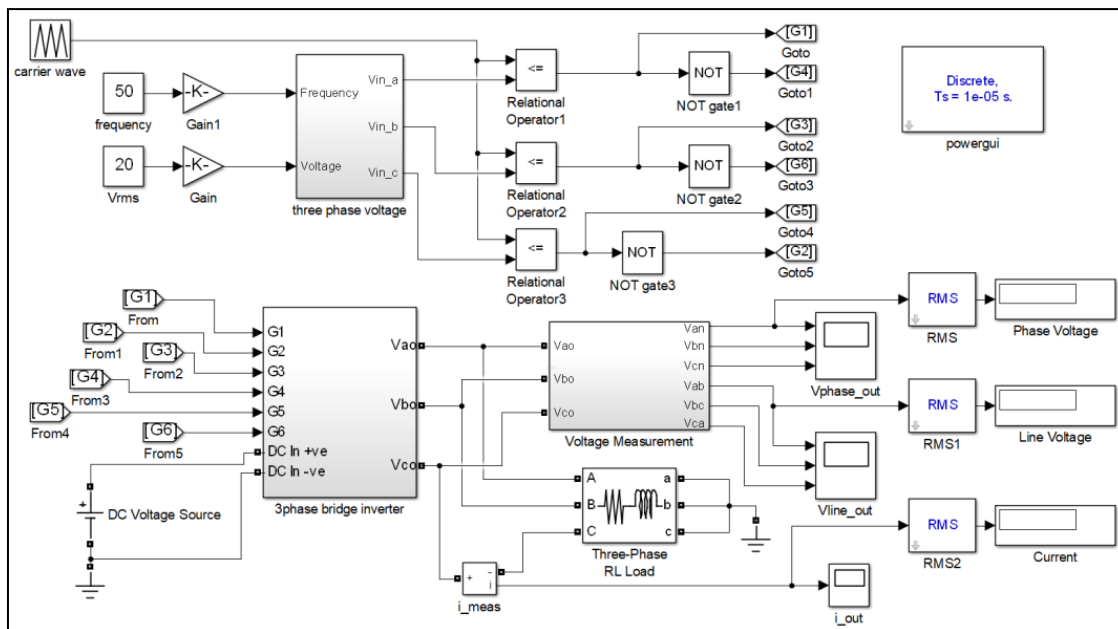 carrier wave
50
frequency
-K-
Gain1
20
Vrms
-K-
Gain
Frequency
Voltage
Vin_a
Vin_b
Vin_c
three phase voltage
<=
Relational
Operator1
<=
Relational
Operator2
<=
Relational
Operator3
NOT
NOT gate1
NOT
NOT gate2
NOT
NOT gate3
[G1]
Goto
[G4]
Goto1
[G3]
Goto2
[G6]
Goto3
[G5]
Goto4
[G2]
Goto5
Discrete,
Ts = 1e-05 s.
powergui
[G1]
From
[G2]
From1
[G3]
From2
[G4]
From3
[G5]
From4
[G6]
From5
G1
G2
G3
G4
G5
G6
DC In +ve
DC In -ve
Vao
Vbo
Vco
3phase bridge inverter
+
DC Voltage Source
Vao
Vbo
Vco
Van
Vbn
Vcn
Vab
Vbc
Vca
Voltage Measurement
A
B
C
a
b
c
Three-Phase
RL Load
+
-
i
i_meas
Vphase_out
Vline_out
i_out
RMS
RMS
Phase Voltage
RMS
RMS1
Line Voltage
RMS
RMS2
Current